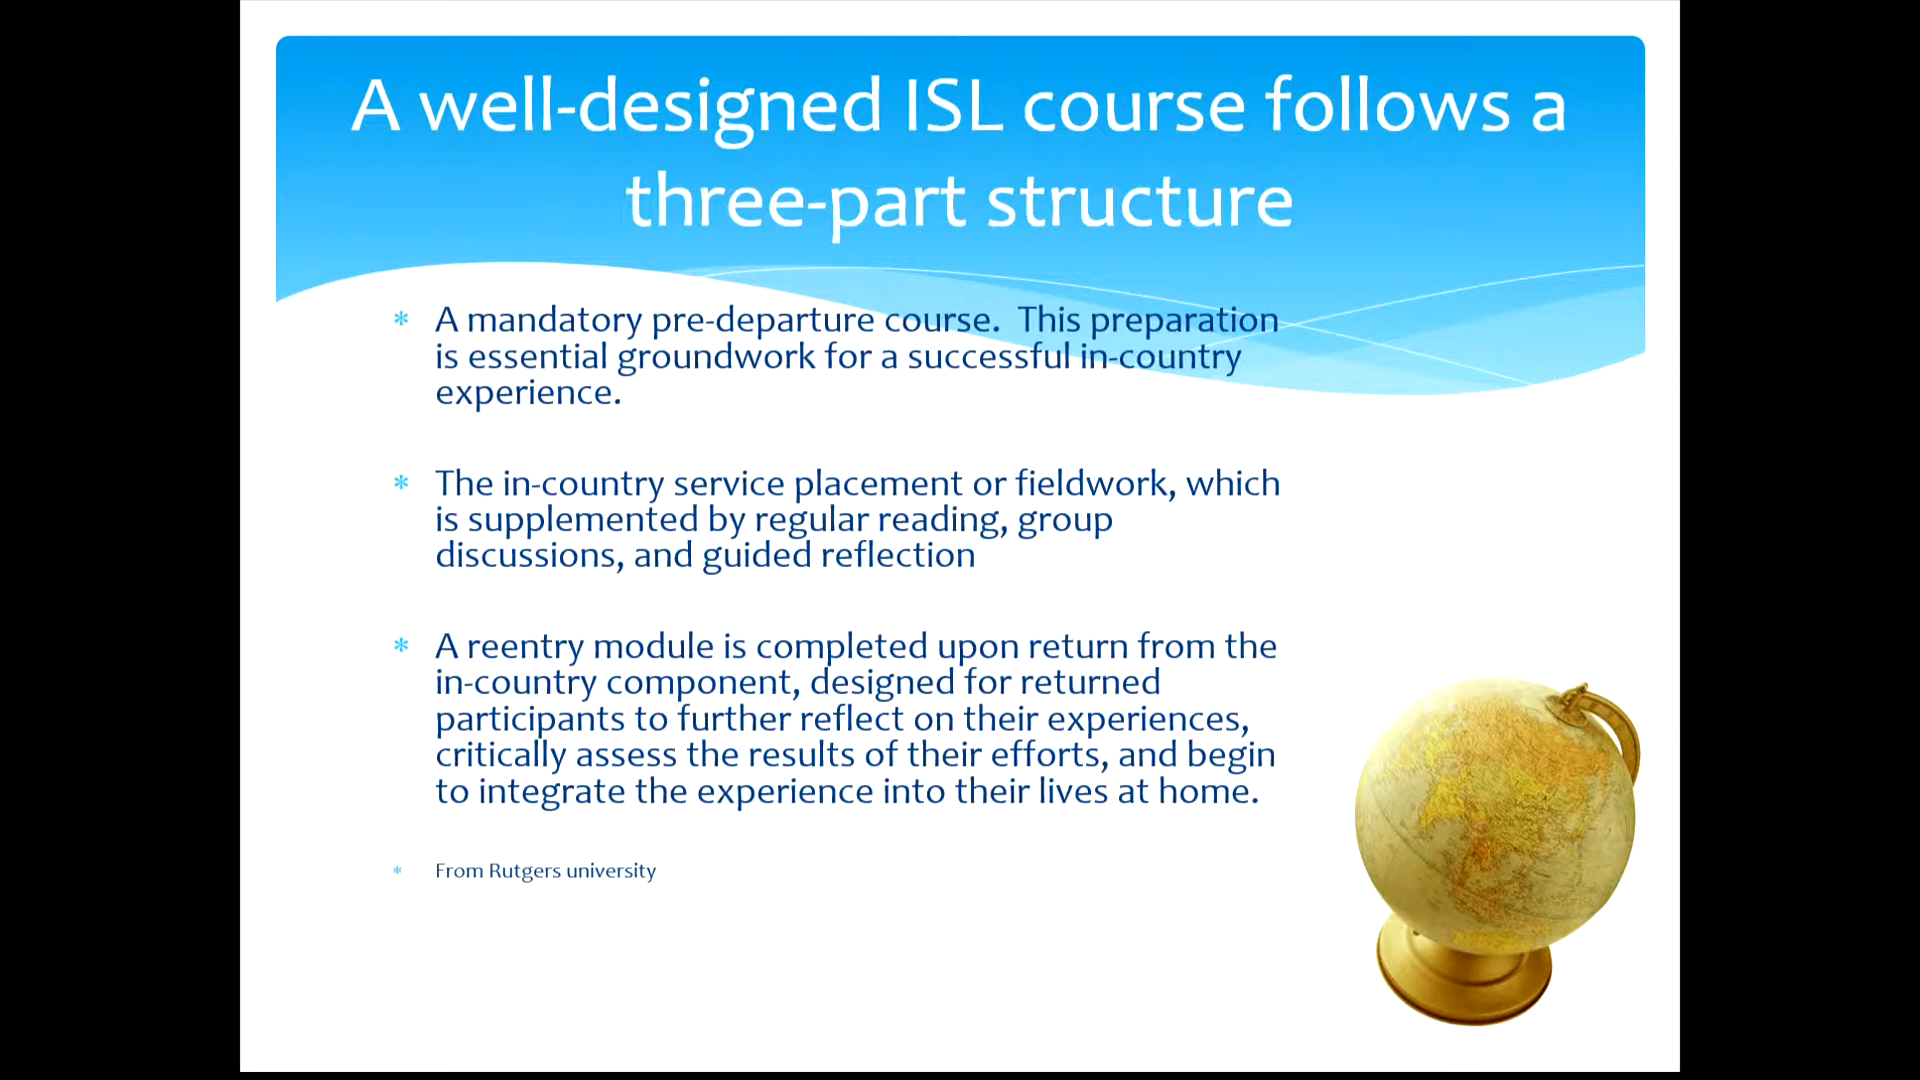 A well-designed ISL course follows a
three-part structure
* A mandatory pre-departure course.  This preparation
is essential groundwork for a successful in-country
experience.
* The in-country service placement or fieldwork, which
is supplemented by regular reading, group
discussions, and guided reflection
* A reentry module is completed upon return from the
in-country component, designed for returned
participants to further reflect on their experiences,
critically assess the results of their efforts, and begin
to integrate the experience into their lives at home.
* From Rutgers university